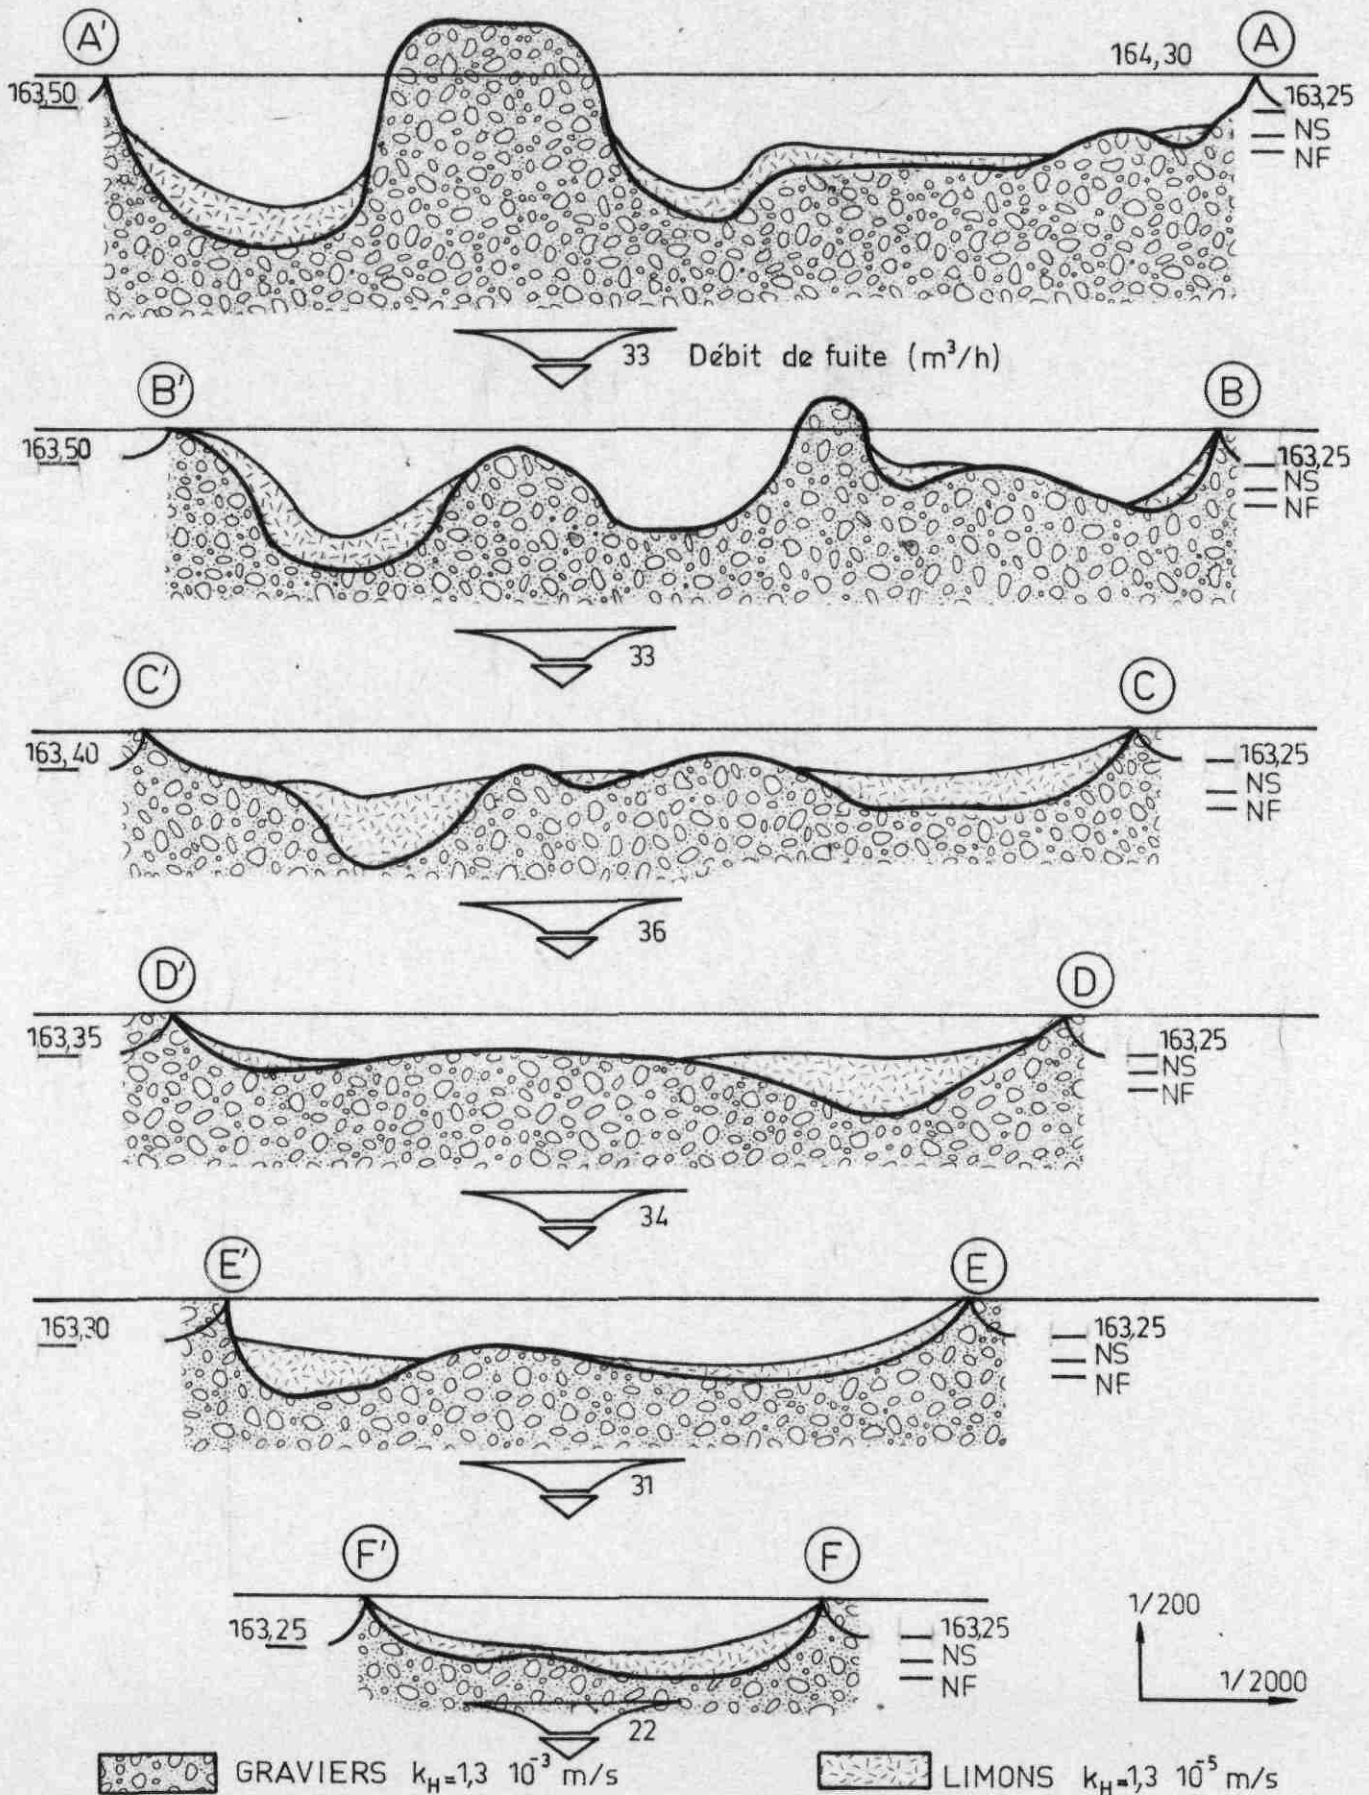 A' A
164,30
163,50 163,25
NS
NF
33 Débit de fuite (m³/h)
B' B
163,50 163,25
NS
NF
33
C' C
163,40 163,25
NS
NF
36
D' D
163,35 163,25
NS
NF
34
E' E
163,30 163,25
NS
NF
31
F' F
1/200
163,25 163,25
NS
NF
1/2000
22
GRAVIERS kH=1,3 10⁻³ m/s LIMONS kH=1,3 10⁻⁵ m/s